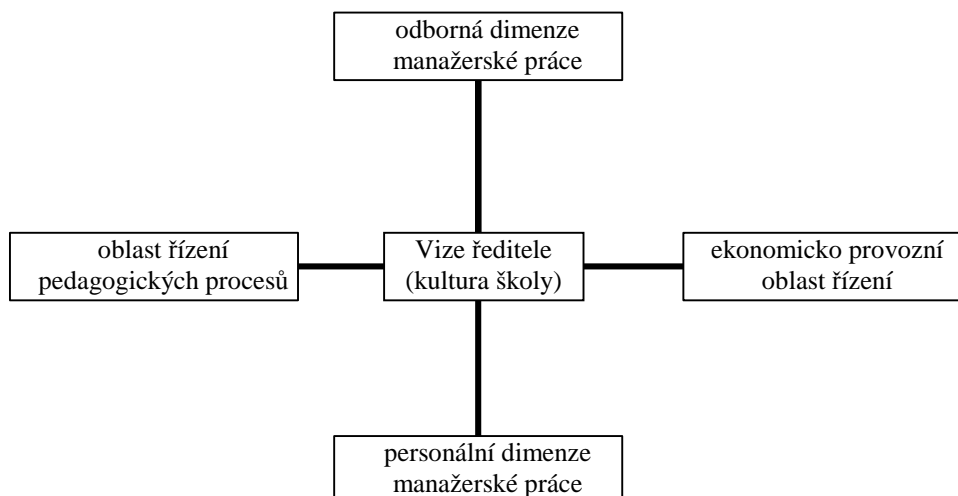 odborná dimenze
manažerské práce
oblast řízení
pedagogických procesů
Vize ředitele
(kultura školy)
ekonomicko provozní
oblast řízení
personální dimenze
manažerské práce